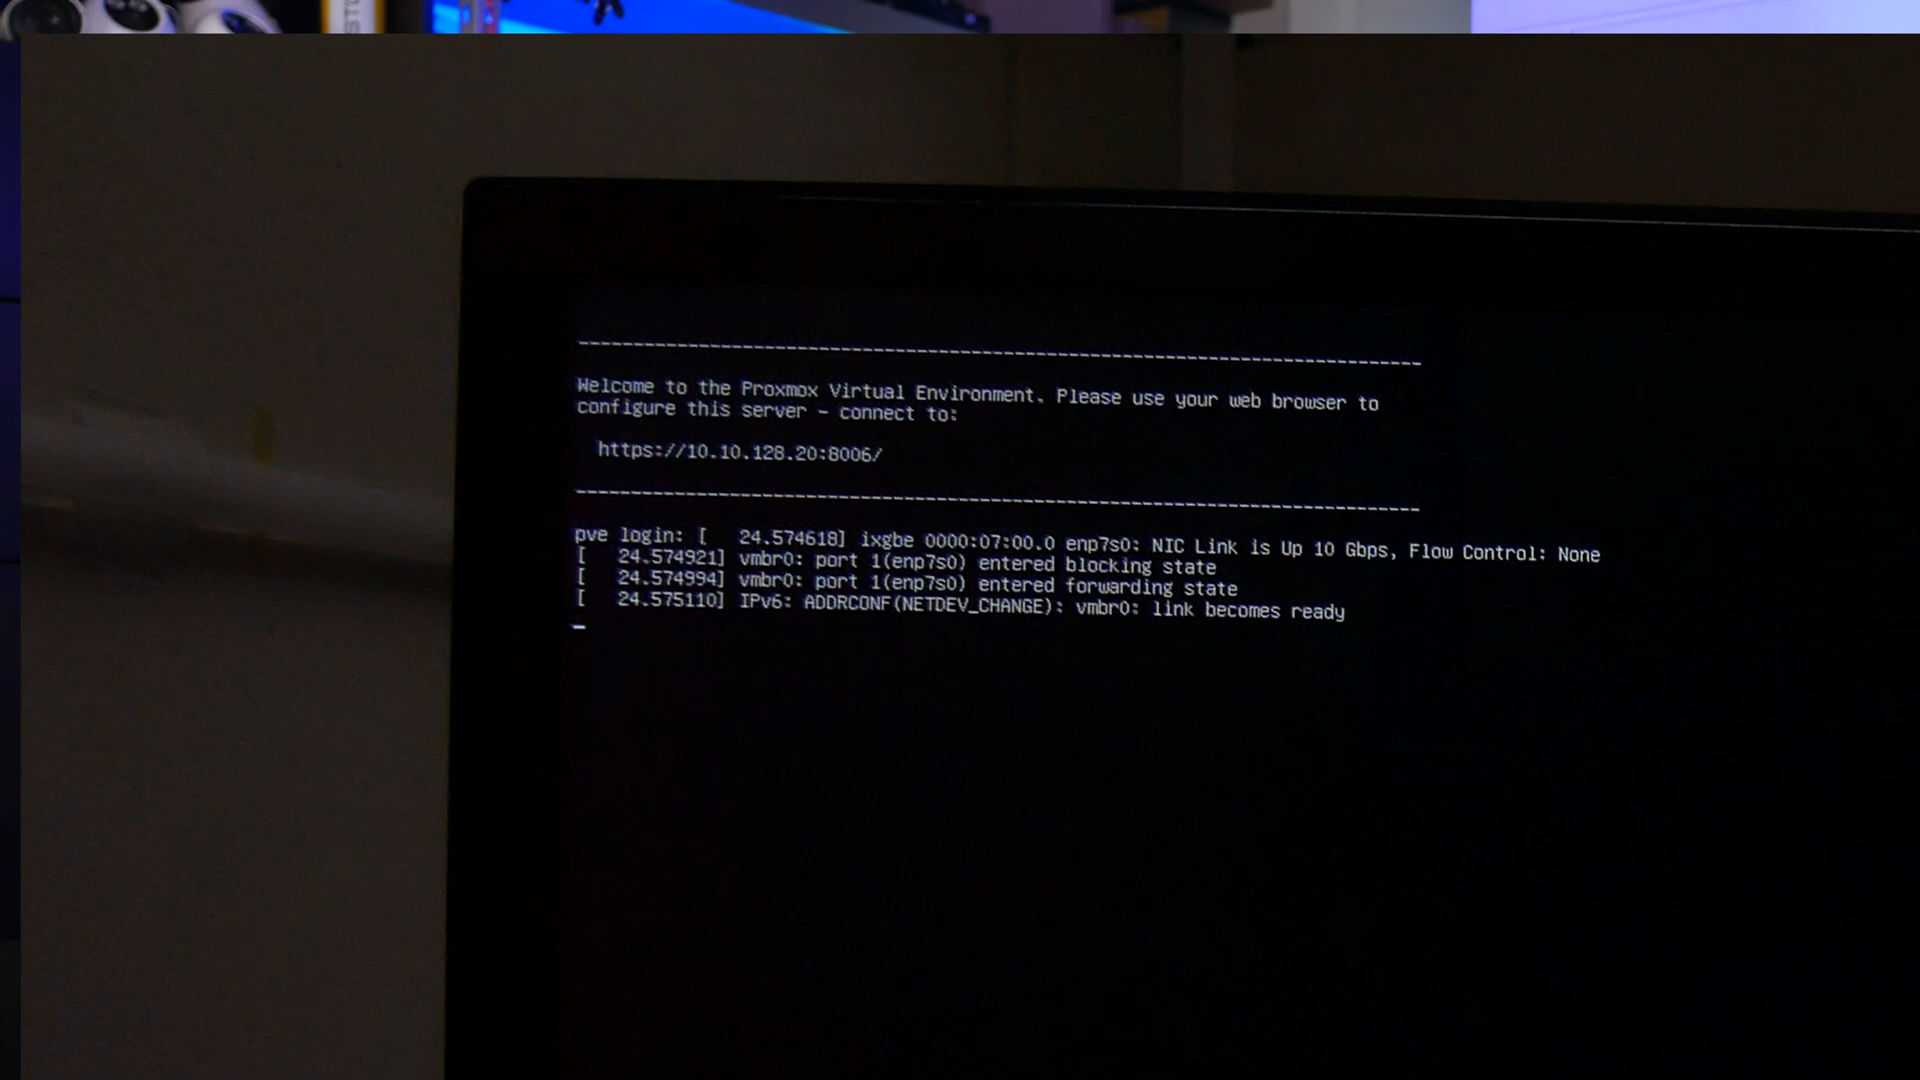 STO
--------------------------------------------------------------------------------
Welcome to the Proxmox Virtual Environment. Please use your web browser to
configure this server - connect to:
https://10.10.128.20:8006/
--------------------------------------------------------------------------------
pve login: [   24.574618] ixgbe 0000:07:00.0 enp7s0: NIC Link is Up 10 Gbps, Flow Control: None
[   24.574921] vmbr0: port 1(enp7s0) entered blocking state
[   24.574994] vmbr0: port 1(enp7s0) entered forwarding state
[   24.575110] IPv6: ADDRCONF(NETDEV_CHANGE): vmbr0: link becomes ready
_